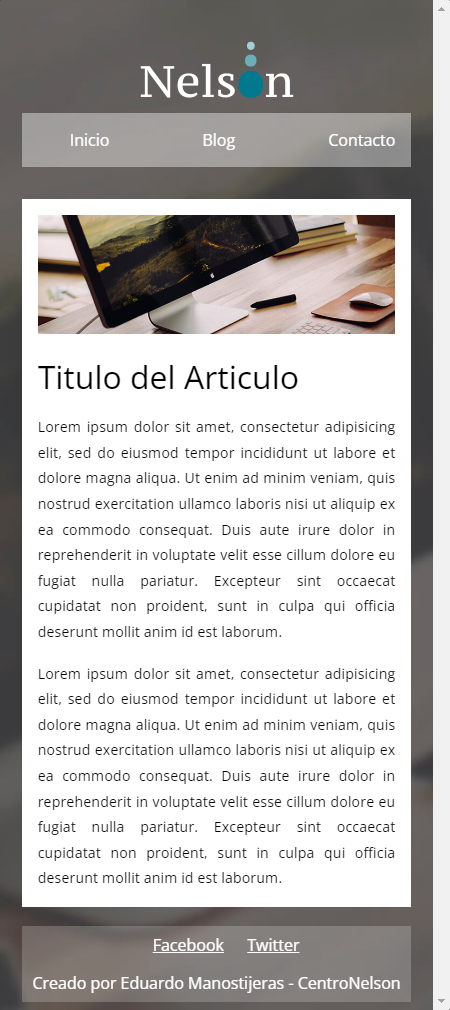 Nelson
Inicio Blog Contacto
Titulo del Articulo
Lorem ipsum dolor sit amet, consectetur adipisicing
elit, sed do eiusmod tempor incididunt ut labore et
dolore magna aliqua. Ut enim ad minim veniam, quis
nostrud exercitation ullamco laboris nisi ut aliquip ex
ea commodo consequat. Duis aute irure dolor in
reprehenderit in voluptate velit esse cillum dolore eu
fugiat nulla pariatur. Excepteur sint occaecat
cupidatat non proident, sunt in culpa qui officia
deserunt mollit anim id est laborum.
Lorem ipsum dolor sit amet, consectetur adipisicing
elit, sed do eiusmod tempor incididunt ut labore et
dolore magna aliqua. Ut enim ad minim veniam, quis
nostrud exercitation ullamco laboris nisi ut aliquip ex
ea commodo consequat. Duis aute irure dolor in
reprehenderit in voluptate velit esse cillum dolore eu
fugiat nulla pariatur. Excepteur sint occaecat
cupidatat non proident, sunt in culpa qui officia
deserunt mollit anim id est laborum.
Facebook Twitter
Creado por Eduardo Manostijeras - CentroNelson